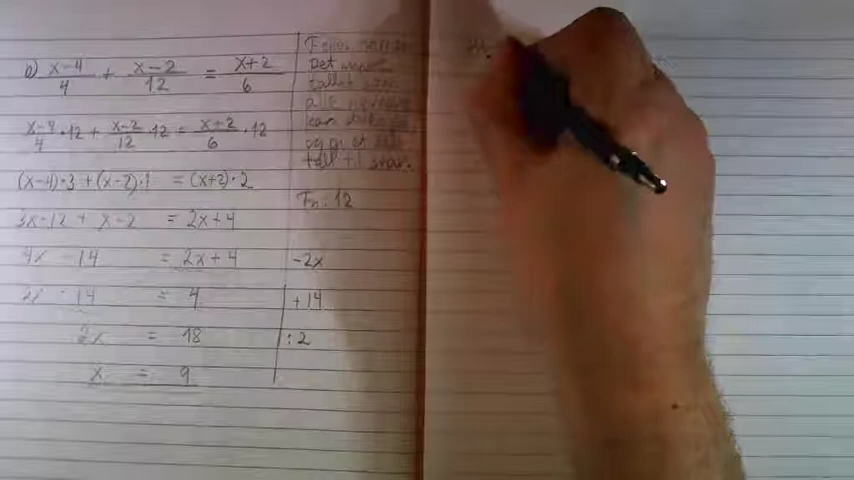 b) x-4/4 + x-2/12 = x+2/6
x-4/4 · 12 + x-2/12 · 12 = x+2/6 · 12
(x-4)·3 + (x-2)·1 = (x+2)·2
3x-12 + x-2 = 2x+4
4x -14 = 2x+4
2x -14 = 4
2x = 18
x = 9
Det
alle
kan
tall til svar.
Fn: 12
-2x
+14
:2